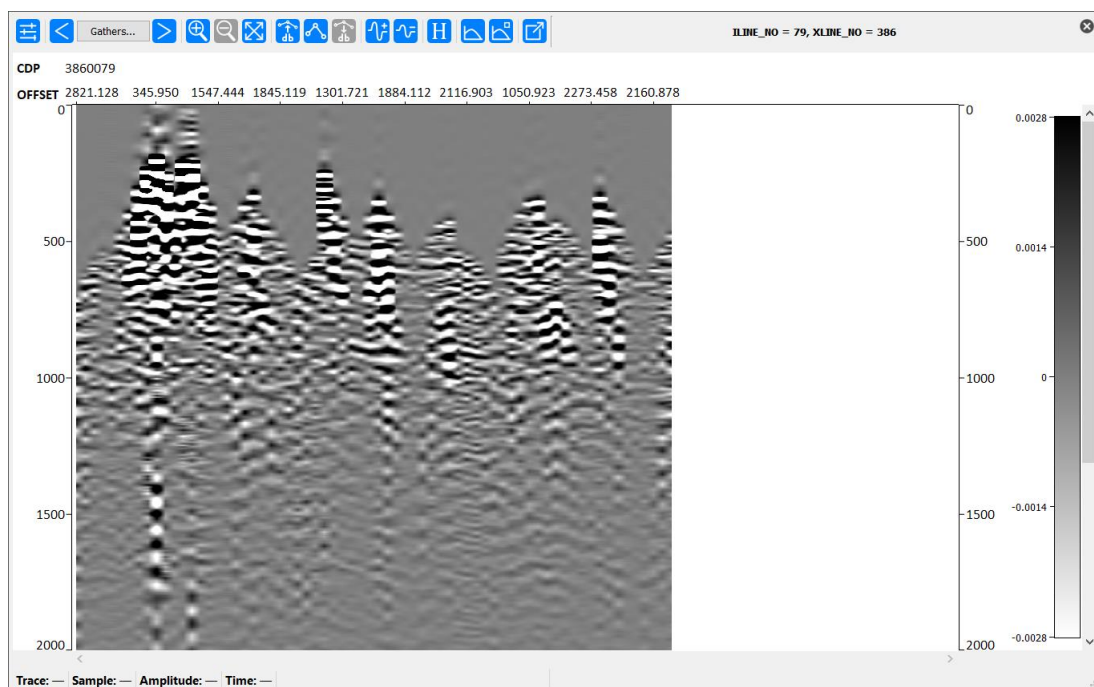 Gathers... H ILINE_NO = 79, XLINE_NO = 386
CDP 3860079
OFFSET 2821.128 345.950 1547.444 1845.119 1301.721 1884.112 2116.903 1050.923 2273.458 2160.878
0 0 0.0028
500 500 0.0014
1000 1000 0
1500 1500 -0.0014
2000 2000 -0.0028
Trace: — Sample: — Amplitude: — Time: —